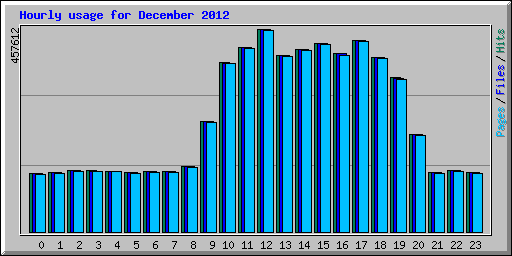 Hourly usage for December 2012
457612
Pages/Files/Hits
0 1 2 3 4 5 6 7 8 9 10 11 12 13 14 15 16 17 18 19 20 21 22 23